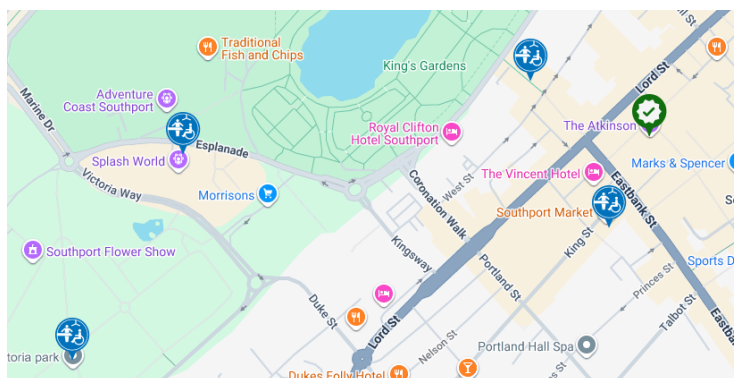 Traditional
Fish and Chips
King's Gardens
Lord St
Adventure
Coast Southport
Marine Dr
The Atkinson
Royal Clifton
Hotel Southport
Esplanade
Splash World
Marks & Spencer
The Vincent Hotel
West St
Victoria Way
Morrisons
Coronation Walk
Eastbank St
Southport Market
King St
Southport Flower Show
Kingsway
Portland St
Sports D
Princes St
Talbot St
Duke St
Lord St
Nelson St
Portland Hall Spa
toria park
Dukes Folly Hotel
Eastba